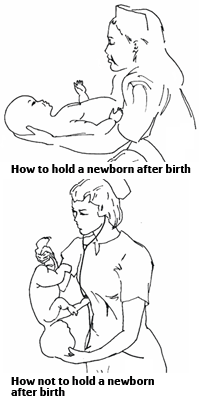 How to hold a newborn after birth
How not to hold a newborn
after birth